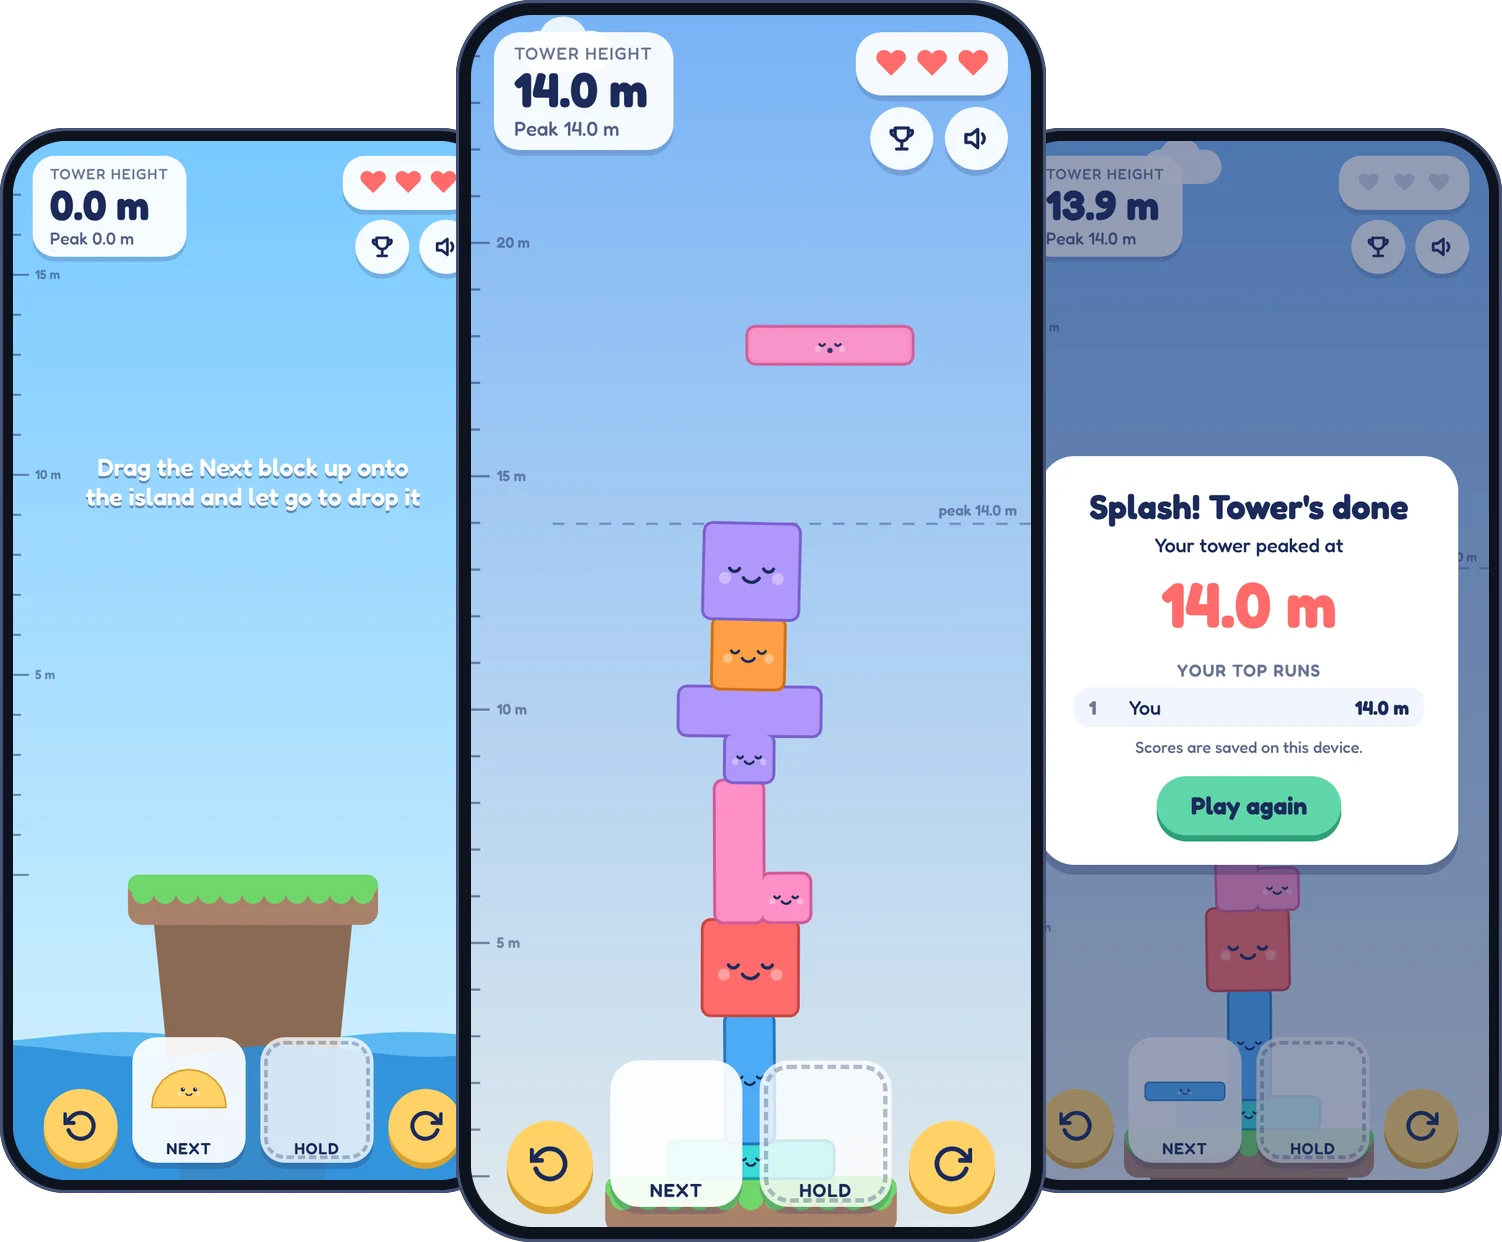 TOWER HEIGHT
0.0 m
Peak 0.0 m
15 m
10 m
Drag the Next block up onto
the island and let go to drop it
5 m
NEXT
HOLD
TOWER HEIGHT
14.0 m
Peak 14.0 m
20 m
15 m
peak 14.0 m
10 m
5 m
NEXT
HOLD
TOWER HEIGHT
13.9 m
Peak 14.0 m
m
Splash! Tower's done
Your tower peaked at
14.0 m
YOUR TOP RUNS
1 You 14.0 m
Scores are saved on this device.
Play again
NEXT
HOLD